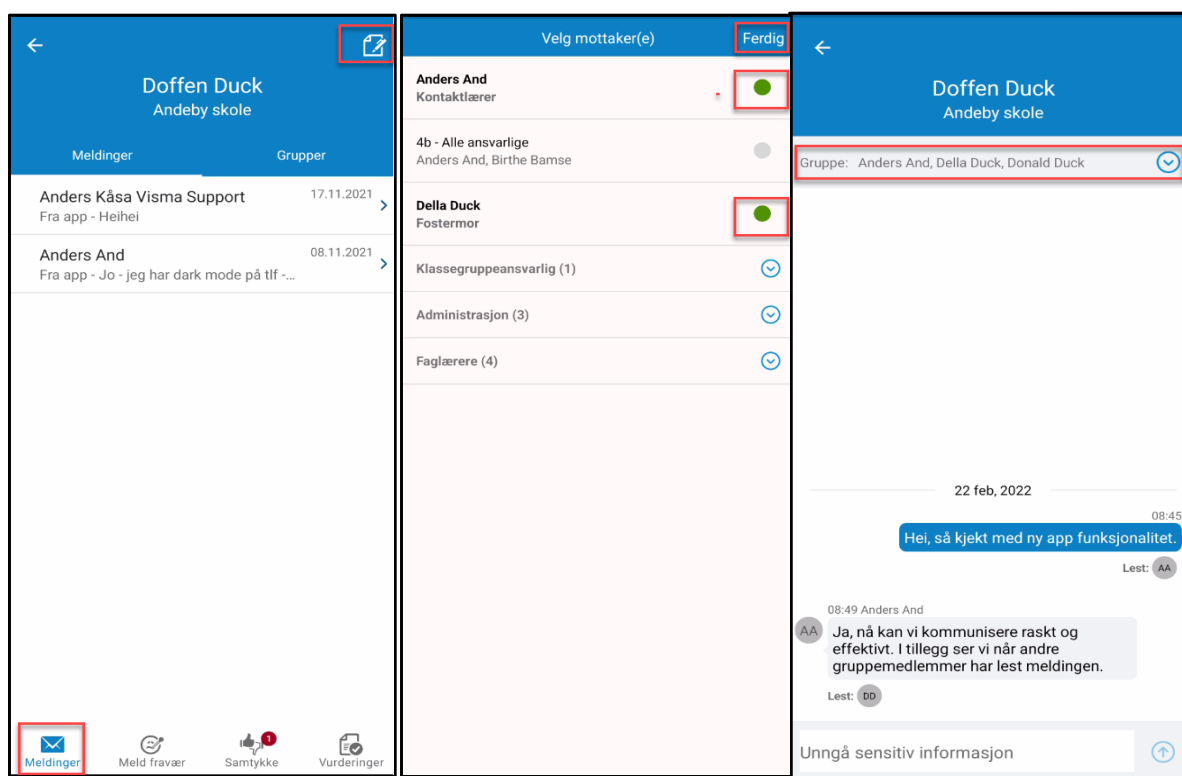 Doffen Duck
Andeby skole
Meldinger
Grupper
Anders Kåsa Visma Support
17.11.2021
Fra app - Heihei
Anders And
08.11.2021
Fra app - Jo - jeg har dark mode på tlf -...
Meldinger
Meld fravær
1
Samtykke
Vurderinger
Velg mottaker(e)
Ferdig
Anders And
Kontaktlærer
4b - Alle ansvarlige
Anders And, Birthe Bamse
Della Duck
Fostermor
Klassegruppeansvarlig (1)
Administrasjon (3)
Faglærere (4)
Doffen Duck
Andeby skole
Gruppe: Anders And, Della Duck, Donald Duck
22 feb, 2022
08:45
Hei, så kjekt med ny app funksjonalitet.
Lest: AA
08:49 Anders And
AA
Ja, nå kan vi kommunisere raskt og
effektivt. I tillegg ser vi når andre
gruppemedlemmer har lest meldingen.
Lest: DD
Unngå sensitiv informasjon